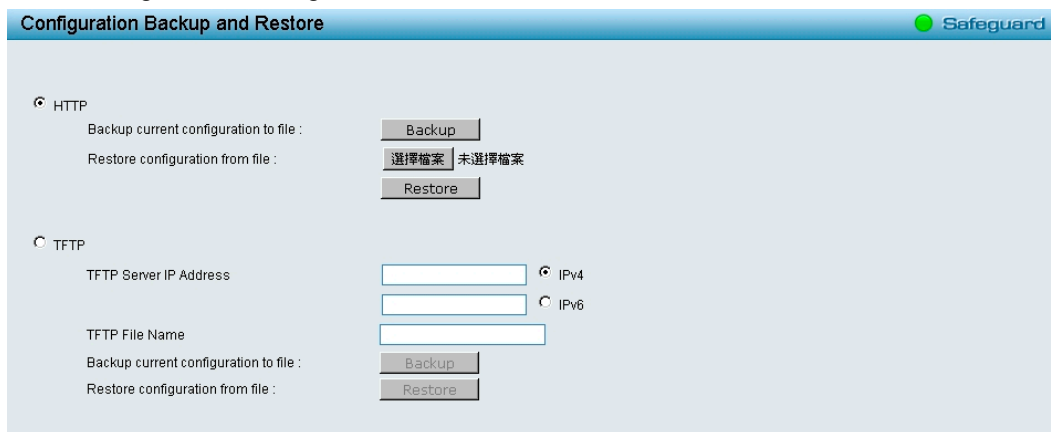 Configuration Backup and Restore Safeguard
HTTP
Backup current configuration to file : Backup
Restore configuration from file : 選擇檔案 未選擇檔案
Restore
TFTP
TFTP Server IP Address IPv4
IPv6
TFTP File Name
Backup current configuration to file : Backup
Restore configuration from file : Restore